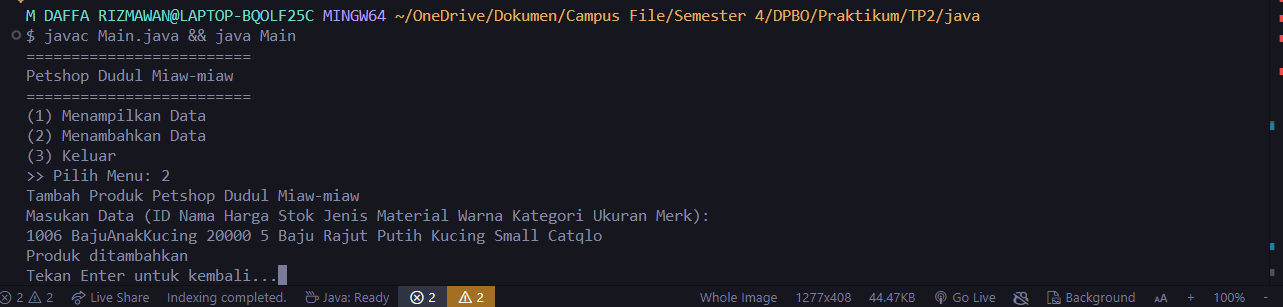 M DAFFA RIZMAWAN@LAPTOP-BQOLF25C MINGW64 ~/OneDrive/Dokumen/Campus File/Semester 4/DPBO/Praktikum/TP2/java
$ javac Main.java && java Main
=========================
Petshop Dudul Miaw-miaw
=========================
(1) Menampilkan Data
(2) Menambahkan Data
(3) Keluar
>> Pilih Menu: 2
Tambah Produk Petshop Dudul Miaw-miaw
Masukan Data (ID Nama Harga Stok Jenis Material Warna Kategori Ukuran Merk):
1006 BajuAnakKucing 20000 5 Baju Rajut Putih Kucing Small Catqlo
Produk ditambahkan
Tekan Enter untuk kembali...
2 2 Live Share Indexing completed. Java: Ready 2 2 Whole Image 1277x408 44.47KB Go Live Background AA + 100% -